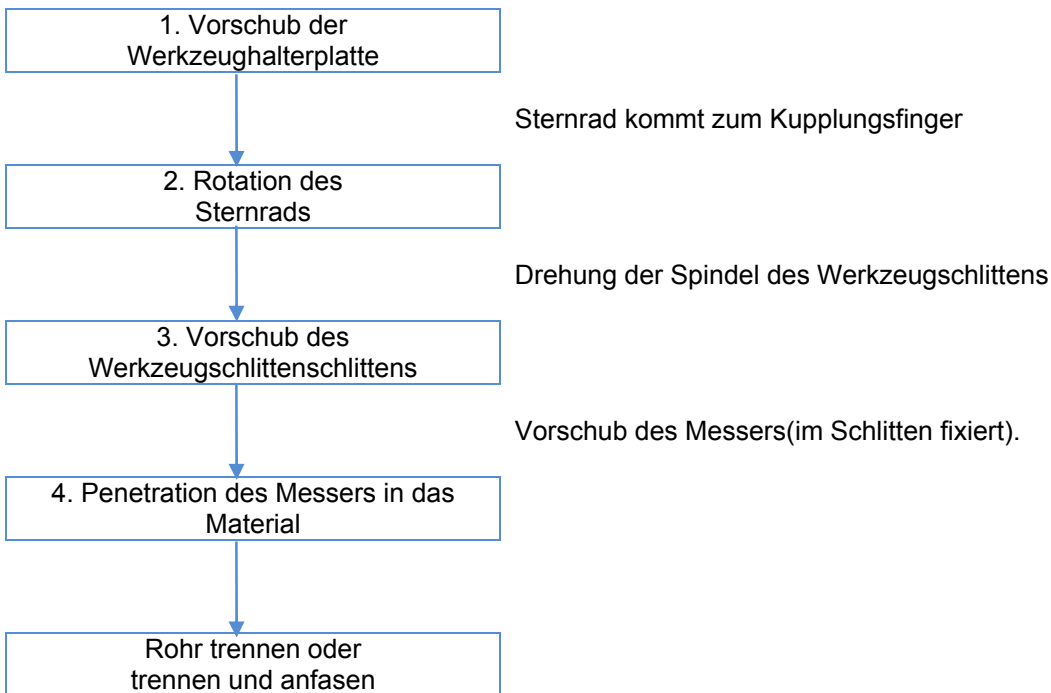 1. Vorschub der
Werkzeughalterplatte
Sternrad kommt zum Kupplungsfinger
2. Rotation des
Sternrads
Drehung der Spindel des Werkzeugschlittens
3. Vorschub des
Werkzeugschlittenschlittens
Vorschub des Messers(im Schlitten fixiert).
4. Penetration des Messers in das
Material
Rohr trennen oder
trennen und anfasen